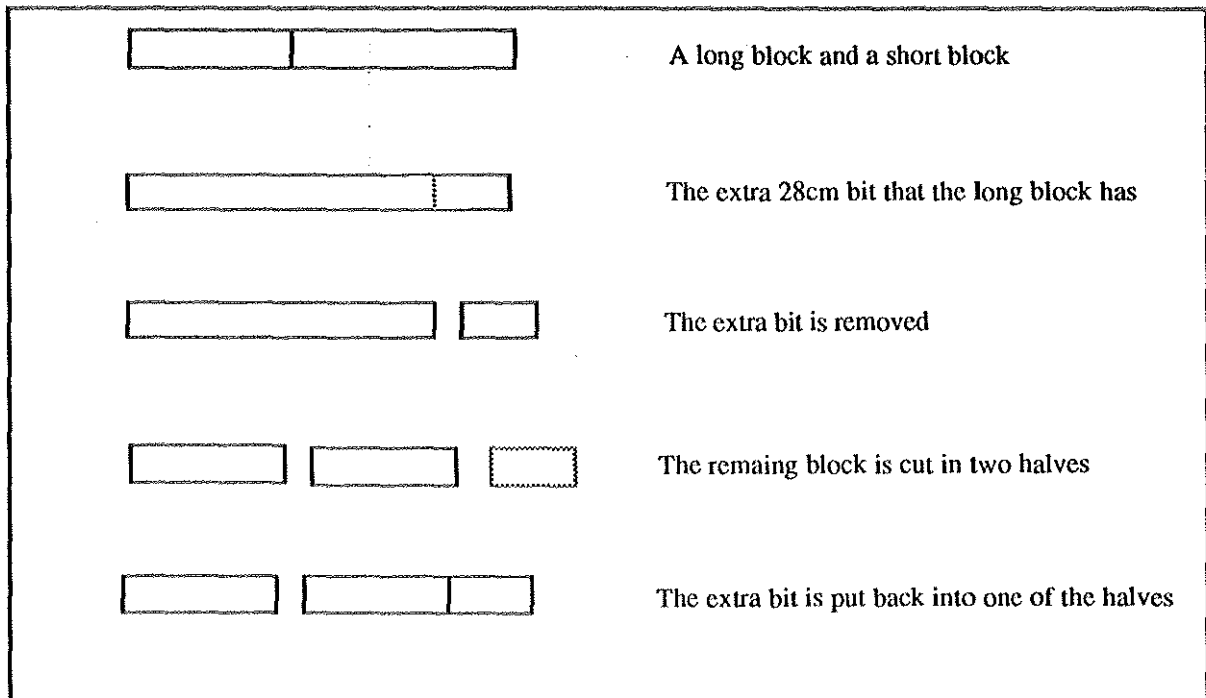 A long block and a short block
The extra 28cm bit that the long block has
The extra bit is removed
The remaing block is cut in two halves
The extra bit is put back into one of the halves